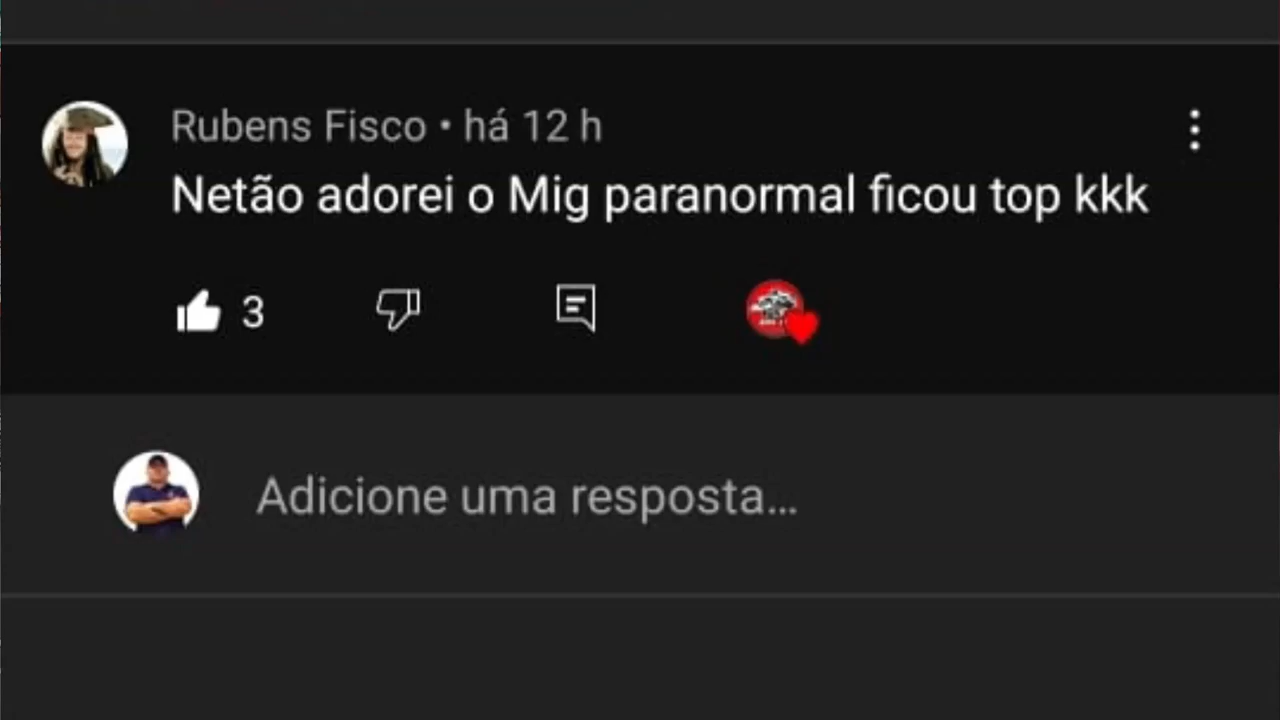 Rubens Fisco • há 12 h
Netão adorei o Mig paranormal ficou top kkk
3
Adicione uma resposta...